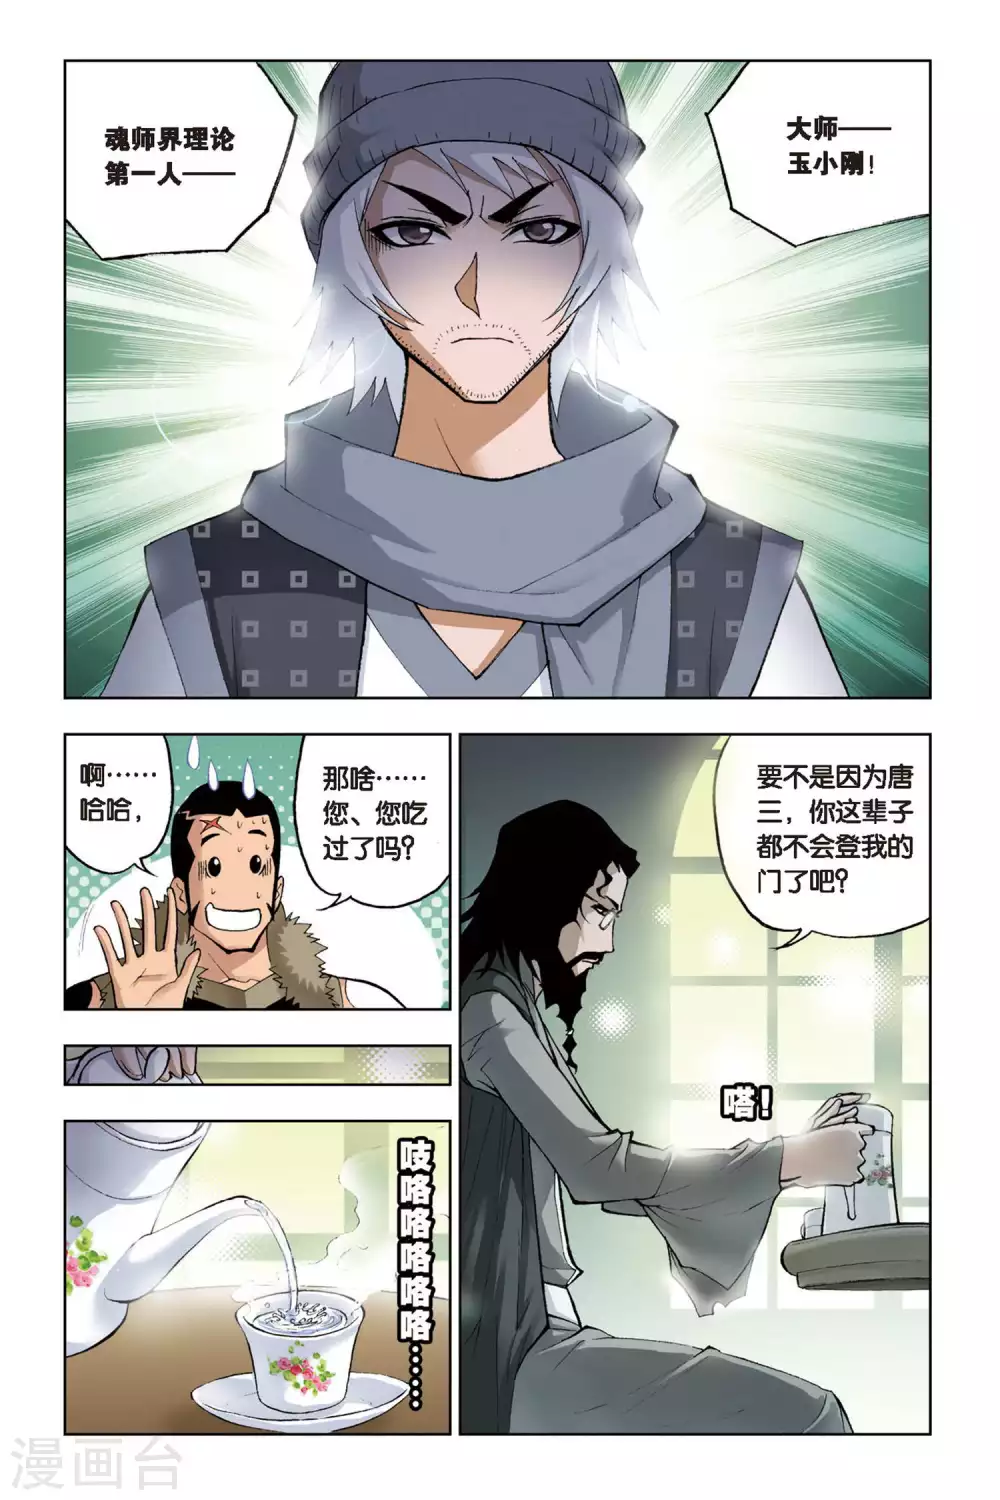 魂师界理论
第一人——
大师——
玉小刚！
啊……
哈哈，
那啥……
您、您吃
过了吗？
要不是因为唐
三，你这辈子
都不会登我的
门了吧？
嗒！
吱咯咯咯咯咯……
漫画台